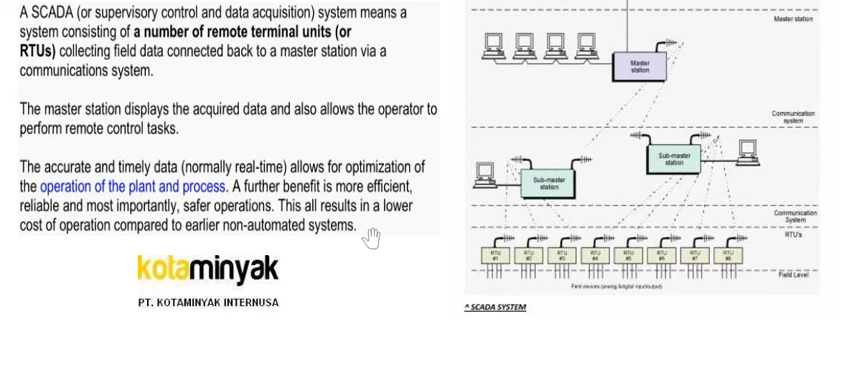 A SCADA (or supervisory control and data acquisition) system means a
system consisting of a number of remote terminal units (or
RTUs) collecting field data connected back to a master station via a
communications system.
The master station displays the acquired data and also allows the operator to
perform remote control tasks.
The accurate and timely data (normally real-time) allows for optimization of
the operation of the plant and process. A further benefit is more efficient,
reliable and most importantly, safer operations. This all results in a lower
cost of operation compared to earlier non-automated systems.
kotaminyak
PT. KOTAMINYAK INTERNUSA
Master station
Master
station
Communication
system
Sub-master
station
Sub-master
station
Communication
System
RTU's
RTU
#1
RTU
#2
RTU
#3
RTU
#4
RTU
RTU
RTU
#7
RTU
#8
Field Level
Field devices (analog & digital input/output)
^ SCADA SYSTEM